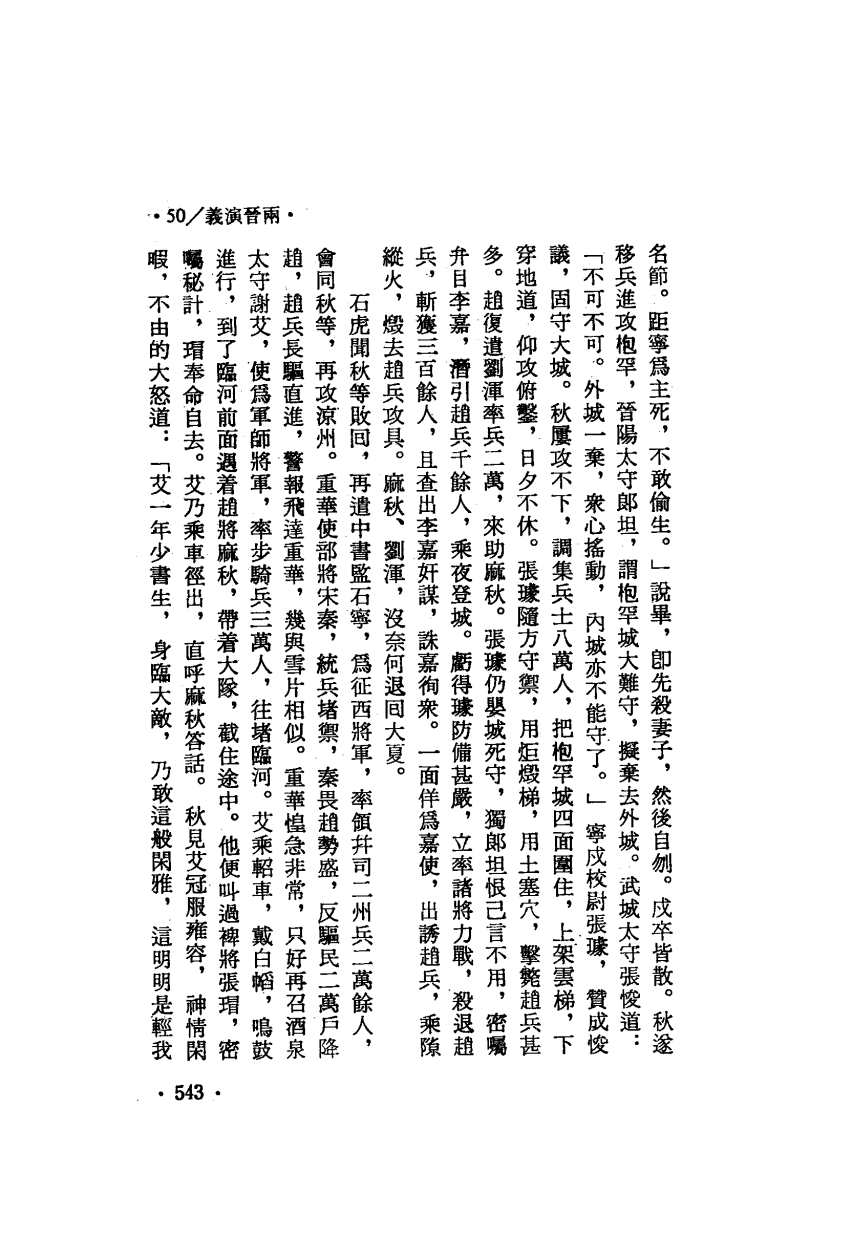 ·50／義演晉兩·
名節。距寧爲主死，不敢偷生。」說畢，卽先殺妻子，然後自刎。戍卒皆散。秋遂
移兵進攻枹罕，晉陽太守郎坦，謂枹罕城大難守，擬棄去外城。武城太守張悛道：
「不可不可。外城一棄，衆心搖動，內城亦不能守了。」寧戍校尉張璩，贊成悛
議，固守大城。秋屢攻不下，調集兵士八萬人，把枹罕城四面圍住，上架雲梯，下
穿地道，仰攻俯鑿，日夕不休。張璩隨方守禦，用炬燬梯，用土塞穴，擊斃趙兵甚
多。趙復遣劉渾率兵二萬，來助麻秋。張璩仍嬰城死守，獨郎坦恨己言不用，密囑
弁目李嘉，潛引趙兵千餘人，乘夜登城。虧得璩防備甚嚴，立率諸將力戰，殺退趙
兵，斬獲三百餘人，且查出李嘉奸謀，誅嘉徇衆。一面佯爲嘉使，出誘趙兵，乘隙
縱火，燬去趙兵攻具。麻秋、劉渾，沒奈何退回大夏。
石虎聞秋等敗回，再遣中書監石寧，爲征西將軍，率領幷司二州兵二萬餘人，
會同秋等，再攻涼州。重華使部將宋秦，統兵堵禦，秦畏趙勢盛，反驅民二萬戶降
趙，趙兵長驅直進，警報飛達重華，幾與雪片相似。重華惶急非常，只好再召酒泉
太守謝艾，使爲軍師將軍，率步騎兵三萬人，往堵臨河。艾乘軺車，戴白幍，鳴鼓
進行，到了臨河前面遇着趙將麻秋，帶着大隊，截住途中。他便叫過裨將張瑁，密
囑秘計，瑁奉命自去。艾乃乘車徑出，直呼麻秋答話。秋見艾冠服雍容，神情閑
暇，不由的大怒道：「艾一年少書生，身臨大敵，乃敢這般閑雅，這明明是輕我
·543·